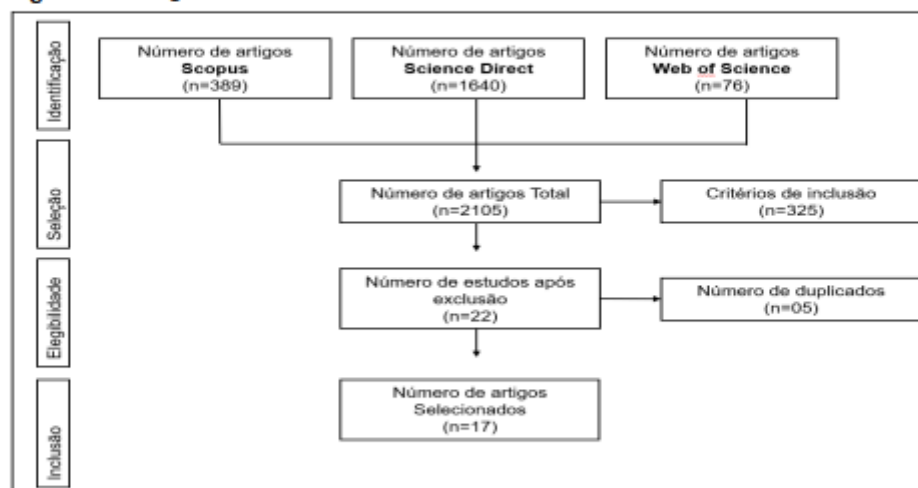 Identificação
Número de artigos
Scopus
(n=389)
Número de artigos
Science Direct
(n=1640)
Número de artigos
Web of Science
(n=76)
Seleção
Número de artigos Total
(n=2105)
Critérios de inclusão
(n=325)
Elegibilidade
Número de estudos após
exclusão
(n=22)
Número de duplicados
(n=05)
Inclusão
Número de artigos
Selecionados
(n=17)